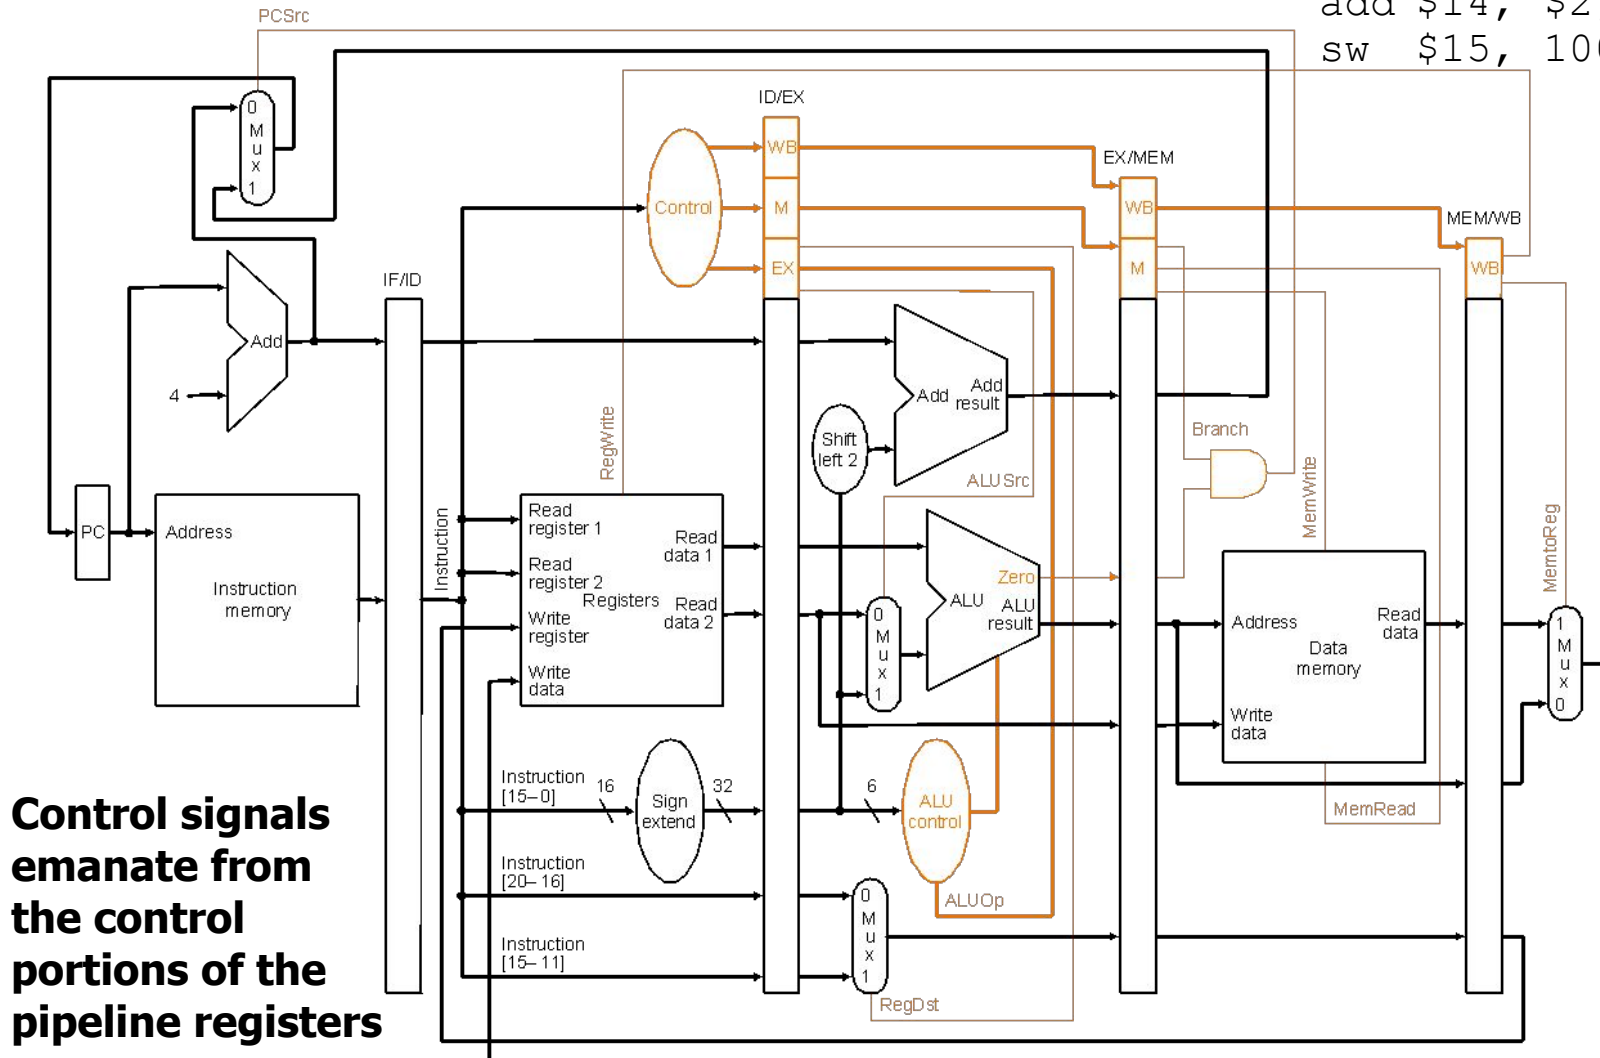 PCSrc
add $14, $2
sw $15, 100
ID/EX
0
M
u
x
1
WB
EX/MEM
Control
M
WB
MEM/WB
IF/ID
EX
M
WB
Add
4
Add
Add
result
Shift
left 2
RegWrite
Branch
ALUSrc
MemWrite
MemtoReg
PC
Address
Instruction
memory
Instruction
Read
register 1
Read
register 2
Write
register
Write
data
Registers
Read
data 1
Read
data 2
0
M
u
x
1
Zero
ALU
ALU
result
Address
Write
data
Data
memory
Read
data
1
M
u
x
0
Instruction
[15–0]
16
Sign
extend
32
6
ALU
control
MemRead
Instruction
[20–16]
0
M
u
x
1
ALUOp
Instruction
[15–11]
RegDst
Control signals
emanate from
the control
portions of the
pipeline registers